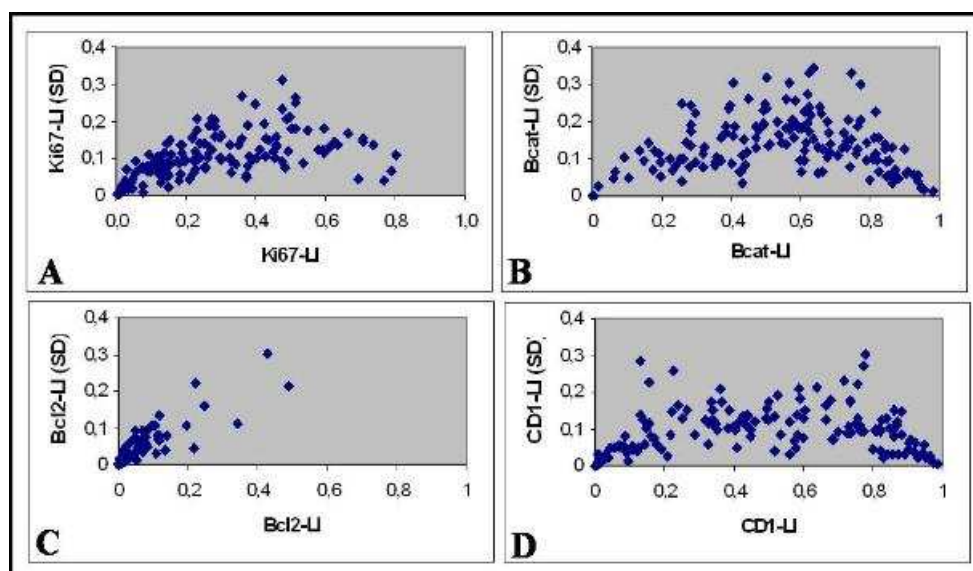 0,4
0,3
0,2
0,1
0
Ki67-LI (SD)
0,0 0,2 0,4 0,6 0,8 1,0
Ki67-LI
A
0,4
0,3
0,2
0,1
0
Bcat-LI (SD)
0 0,2 0,4 0,6 0,8 1
Bcat-LI
B
0,4
0,3
0,2
0,1
0
Bcl2-LI (SD)
0 0,2 0,4 0,6 0,8 1
Bcl2-LI
C
0,4
0,3
0,2
0,1
0
CD1-LI (SD)
0 0,2 0,4 0,6 0,8 1
CD1-LI
D